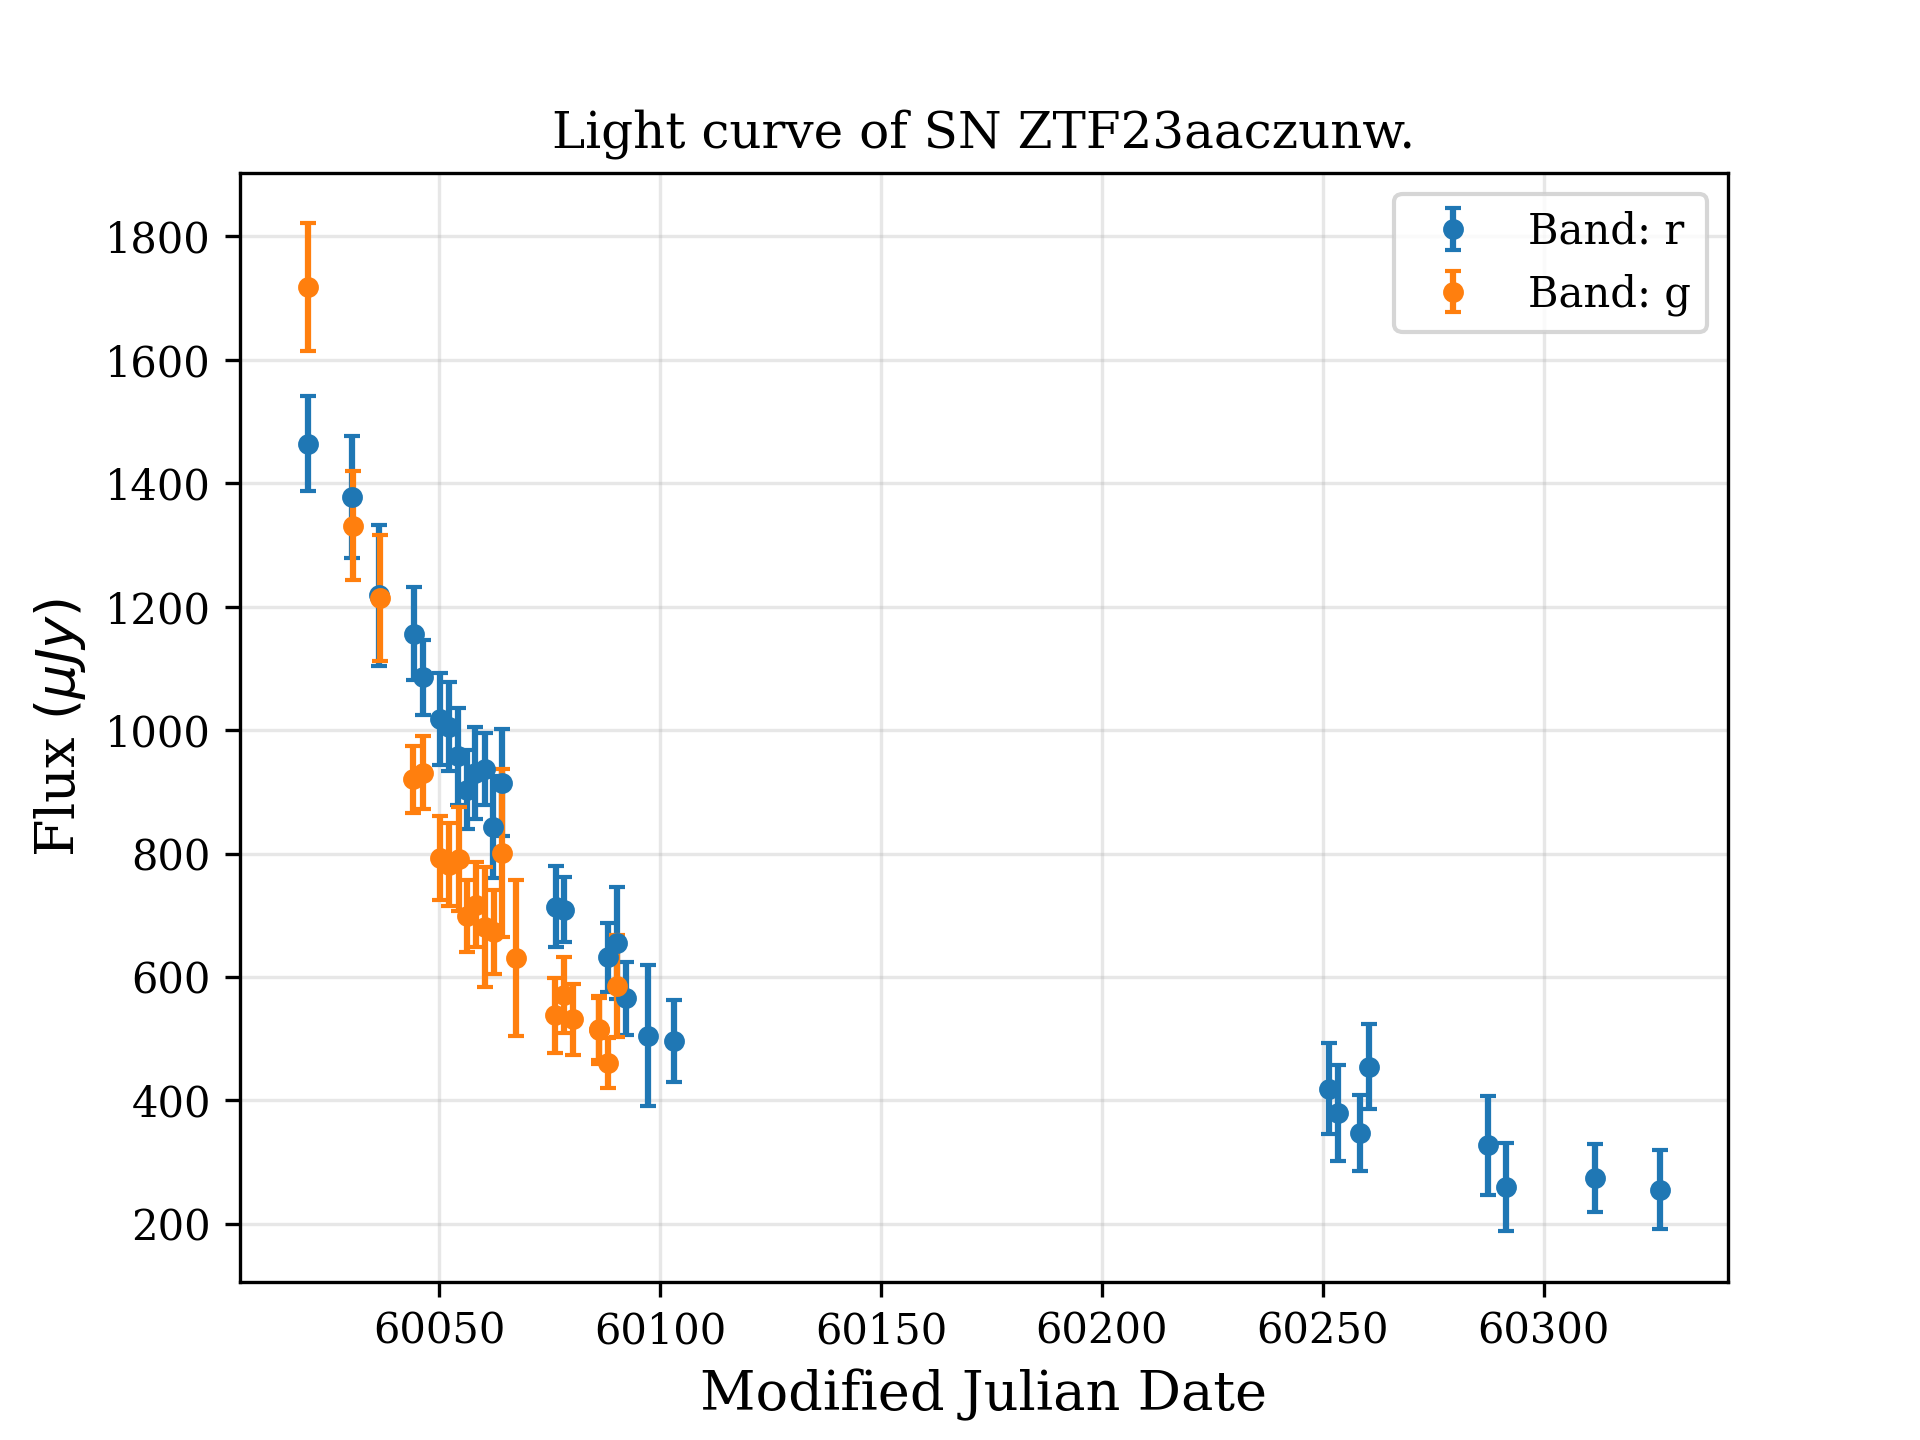 Light curve of SN ZTF23aaczunw.
Band: r
Band: g
1800
1600
1400
1200
1000
800
600
400
200
Flux (μJy)
60050 60100 60150 60200 60250 60300
Modified Julian Date